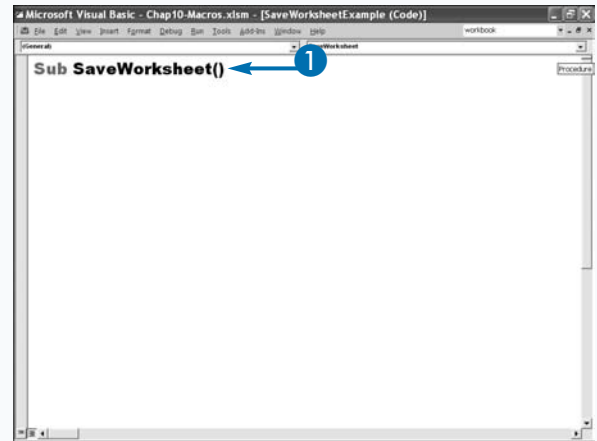 Microsoft Visual Basic - Chap10-Macros.xlsm - [SaveWorksheetExample (Code)]
File Edit View Insert Format Debug Run Tools Add-Ins Window Help workbook
(General) SaveWorksheet
Procedure
Sub SaveWorksheet() 1